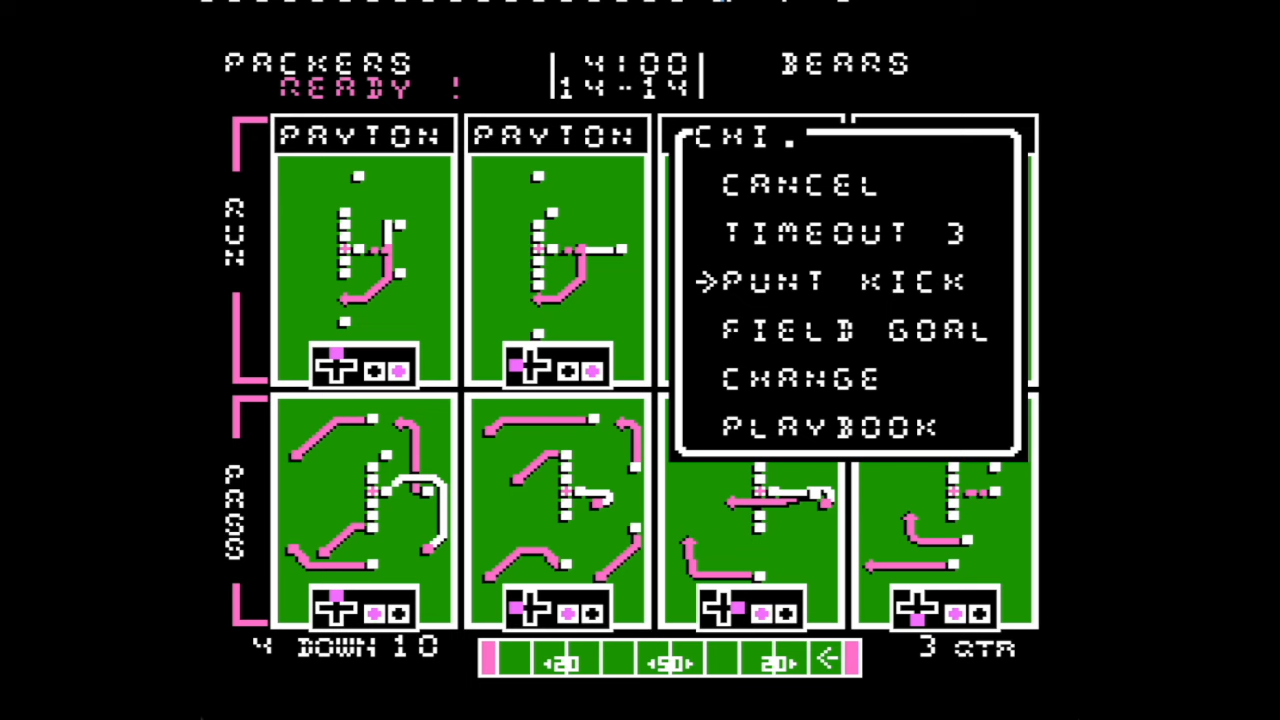 PACKERS 4:00 BEARS
READY ! 14-14
PAYTON PAYTON CHI.
CANCEL
TIMEOUT 3
PUNT KICK
FIELD GOAL
CHANGE
PLAYBOOK
RUN
PASS
4 DOWN 10 20 50 20 3 QTR